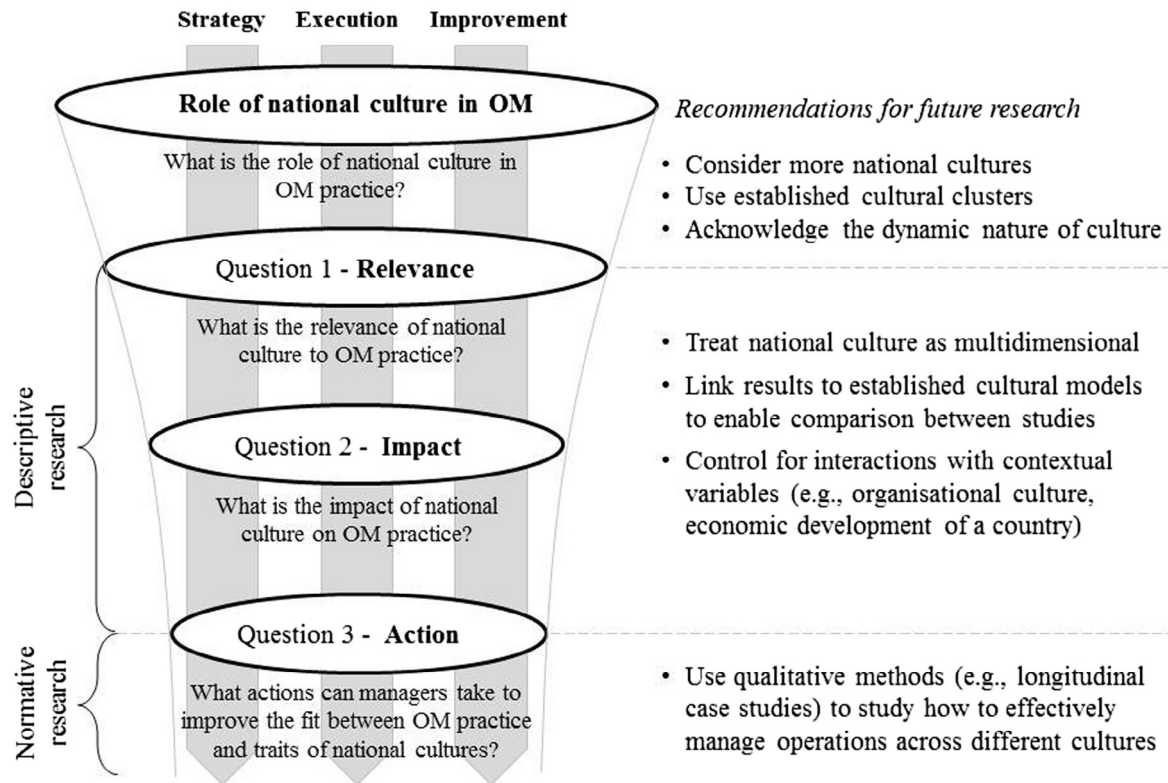 Strategy Execution Improvement
Role of national culture in OM
What is the role of national culture in
OM practice?
Recommendations for future research
• Consider more national cultures
• Use established cultural clusters
• Acknowledge the dynamic nature of culture
Question 1 - Relevance
What is the relevance of national
culture to OM practice?
Question 2 - Impact
What is the impact of national
culture on OM practice?
• Treat national culture as multidimensional
• Link results to established cultural models
to enable comparison between studies
• Control for interactions with contextual
variables (e.g., organisational culture,
economic development of a country)
Descriptive
research
Question 3 - Action
What actions can managers take to
improve the fit between OM practice
and traits of national cultures?
• Use qualitative methods (e.g., longitudinal
case studies) to study how to effectively
manage operations across different cultures
Normative
research